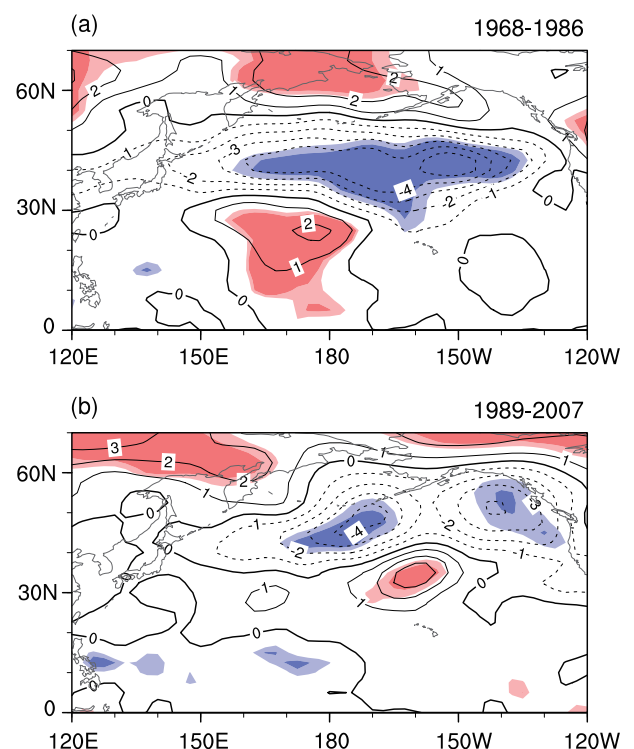 (a) 1968-1986
60N
30N
0
2 0 1 2 2 1 0
1 3 2 -4 2 1 0
0 2 1 0 0 0
120E 150E 180 150W 120W
(b) 1989-2007
60N
30N
0
3 2 1 2 0 1 1
0 0 1 2 -4 2 1 3
1 1 0 0 0 0
120E 150E 180 150W 120W